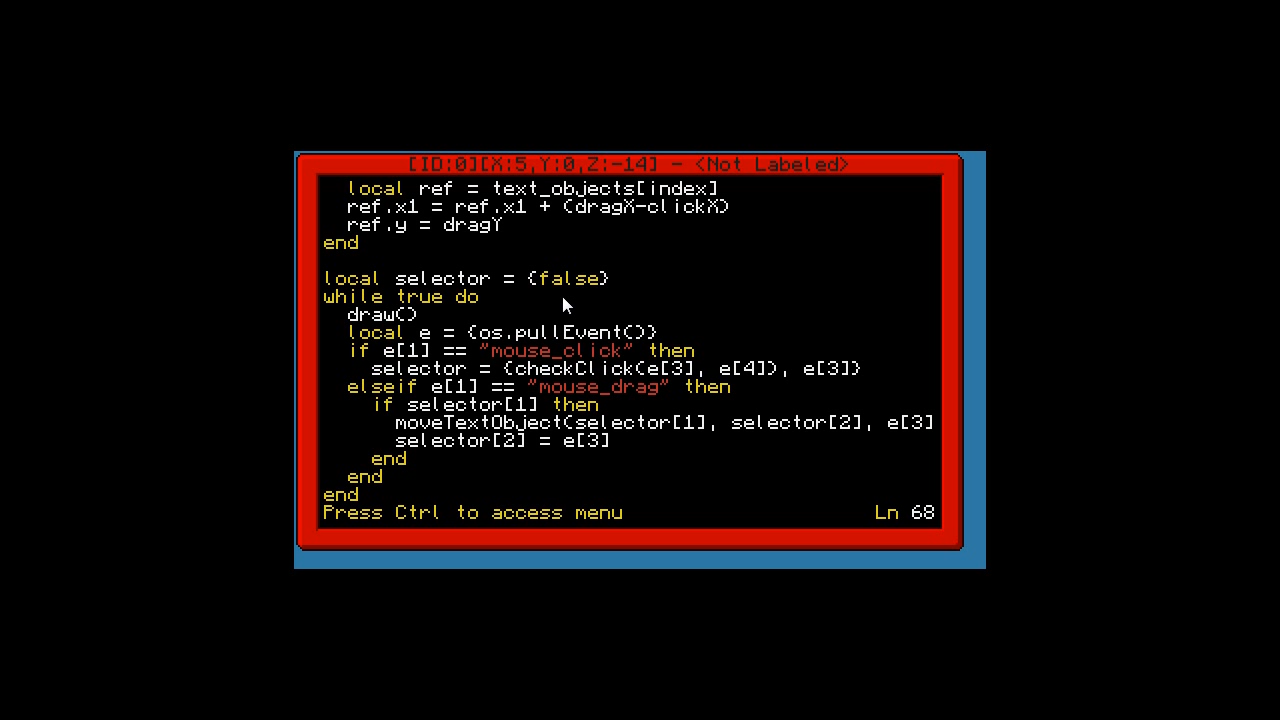 [ID:0][X:5,Y:0,Z:-14] - <Not Labeled>
local ref = text_objects[index]
ref.x1 = ref.x1 + (dragX-clickX)
ref.y = dragY
end
local selector = {false}
while true do
draw()
local e = {os.pullEvent()}
if e[1] == "mouse_click" then
selector = {checkClick(e[3], e[4]), e[3]}
elseif e[1] == "mouse_drag" then
if selector[1] then
moveTextObject(selector[1], selector[2], e[3]
selector[2] = e[3]
end
end
end
Press Ctrl to access menu Ln 68